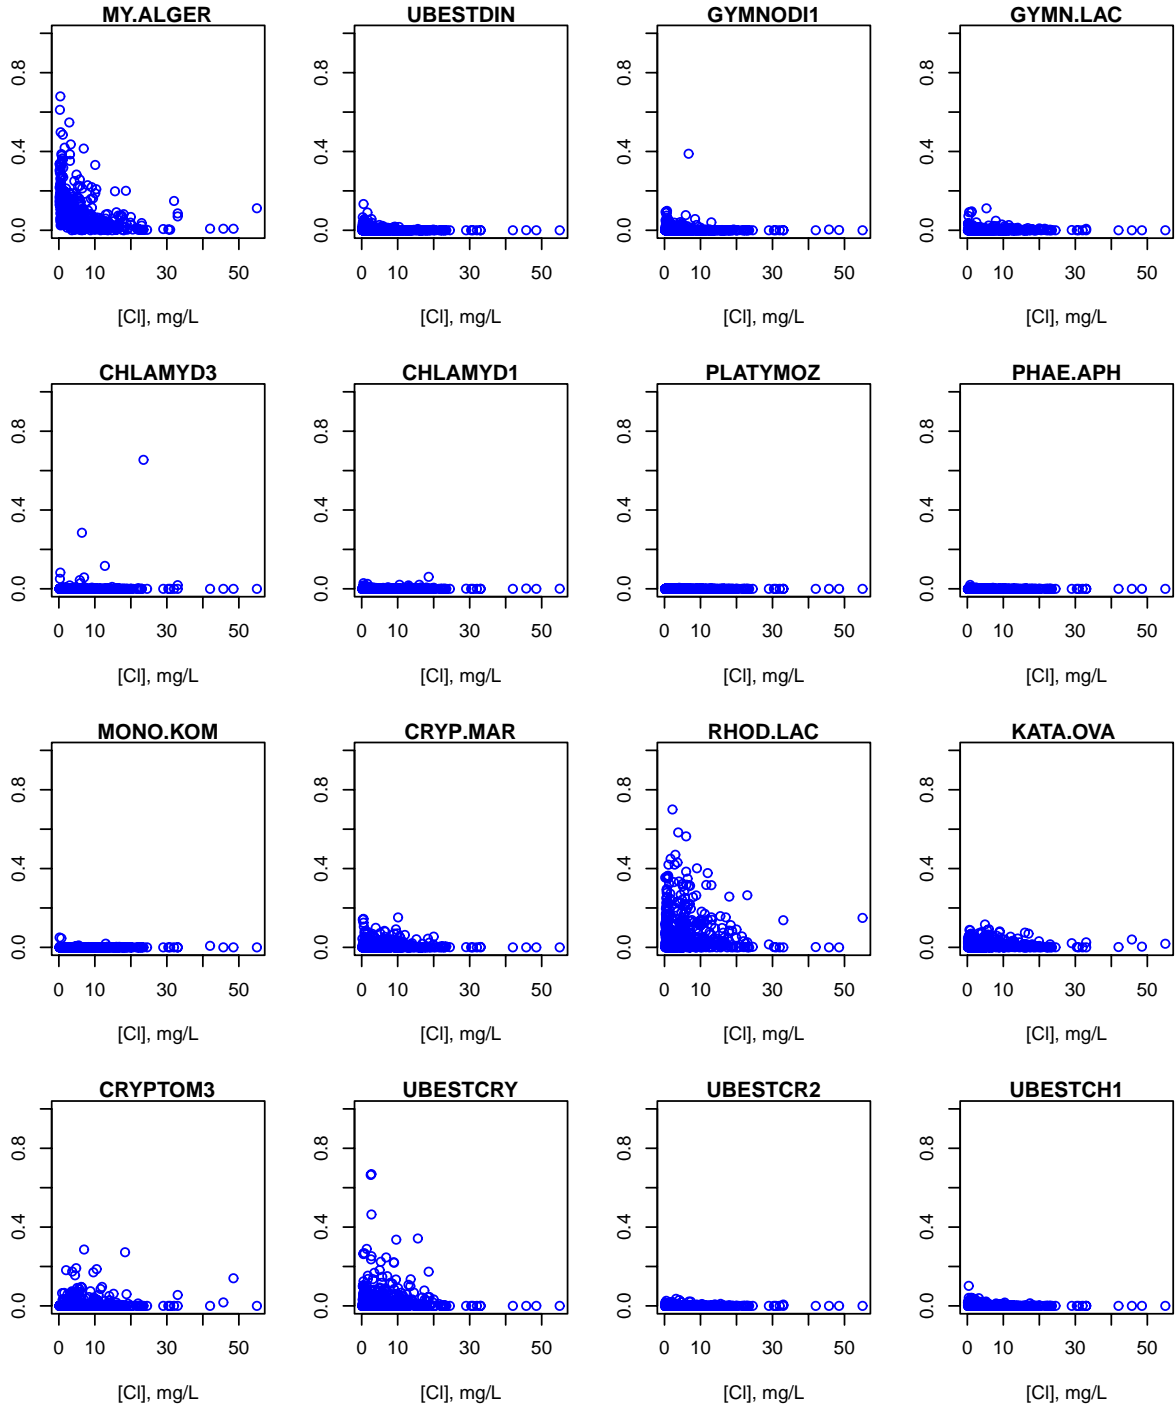 MY.ALGER UBESTDIN GYMNODI1 GYMN.LAC
0.8 0.8 0.8 0.8
0.4 0.4 0.4 0.4
0.0 0.0 0.0 0.0
0 10 30 50 0 10 30 50 0 10 30 50 0 10 30 50
[Cl], mg/L [Cl], mg/L [Cl], mg/L [Cl], mg/L
CHLAMYD3 CHLAMYD1 PLATYMOZ PHAE.APH
0.8 0.8 0.8 0.8
0.4 0.4 0.4 0.4
0.0 0.0 0.0 0.0
0 10 30 50 0 10 30 50 0 10 30 50 0 10 30 50
[Cl], mg/L [Cl], mg/L [Cl], mg/L [Cl], mg/L
MONO.KOM CRYP.MAR RHOD.LAC KATA.OVA
0.8 0.8 0.8 0.8
0.4 0.4 0.4 0.4
0.0 0.0 0.0 0.0
0 10 30 50 0 10 30 50 0 10 30 50 0 10 30 50
[Cl], mg/L [Cl], mg/L [Cl], mg/L [Cl], mg/L
CRYPTOM3 UBESTCRY UBESTCR2 UBESTCH1
0.8 0.8 0.8 0.8
0.4 0.4 0.4 0.4
0.0 0.0 0.0 0.0
0 10 30 50 0 10 30 50 0 10 30 50 0 10 30 50
[Cl], mg/L [Cl], mg/L [Cl], mg/L [Cl], mg/L